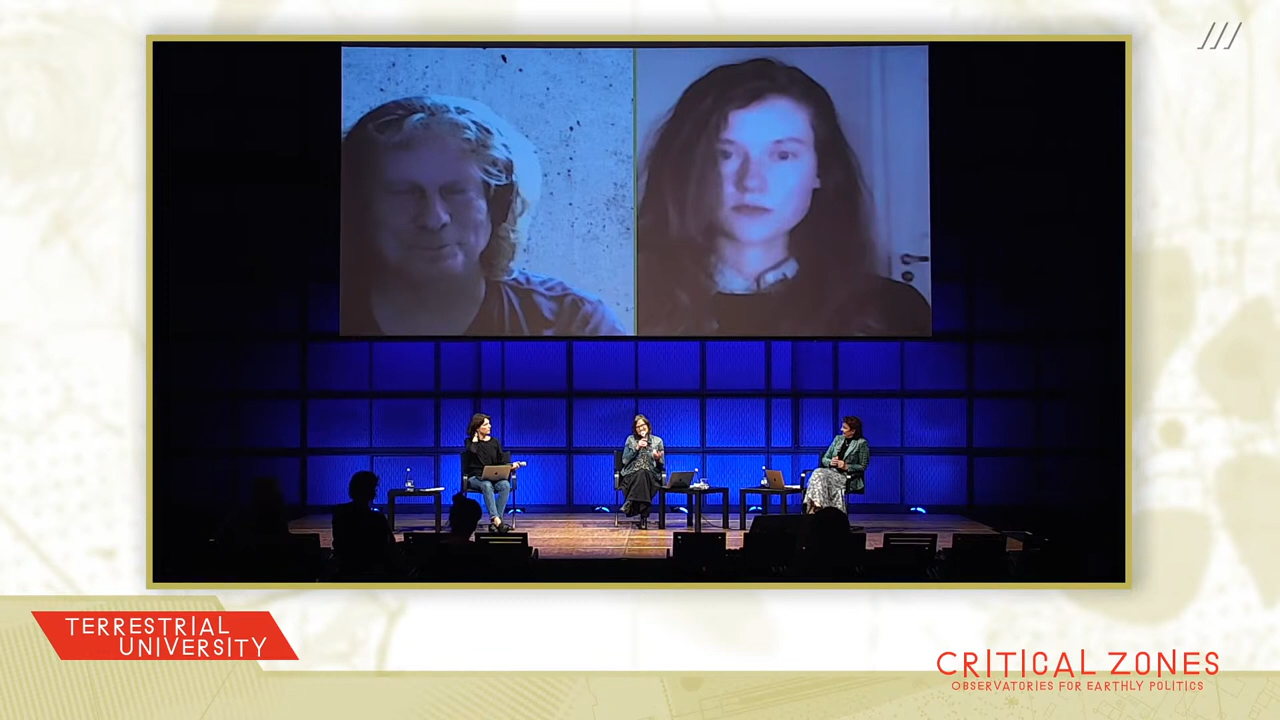 ///
TERRESTRIAL
UNIVERSITY
CRITICAL ZONES
OBSERVATORIES FOR EARTHLY POLITICS